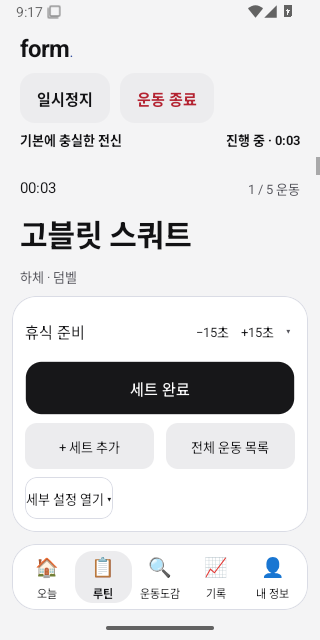 9:17
form.
일시정지 운동 종료
기본에 충실한 전신 진행 중 · 0:03
00:03 1 / 5 운동
고블릿 스쿼트
하체 · 덤벨
휴식 준비 −15초 +15초 ▾
세트 완료
+ 세트 추가 전체 운동 목록
세부 설정 열기 ▾
오늘 루틴 운동도감 기록 내 정보